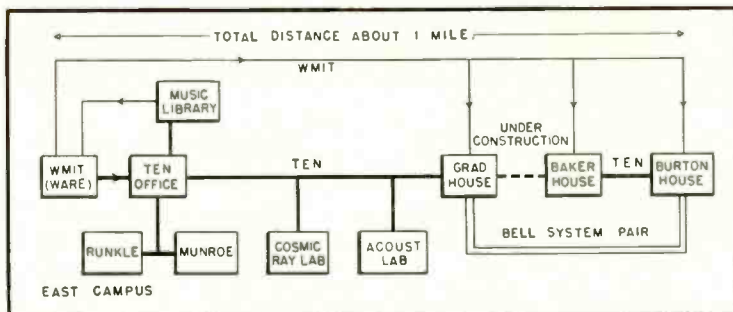 TOTAL DISTANCE ABOUT 1 MILE
WMIT
MUSIC
LIBRARY
UNDER
CONSTRUCTION
WMIT
(WARE)
TEN
OFFICE
TEN
GRAD
HOUSE
BAKER
HOUSE
TEN
BURTON
HOUSE
RUNKLE
MUNROE
COSMIC
RAY LAB
ACOUST
LAB
BELL SYSTEM PAIR
EAST CAMPUS